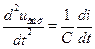 d²u_вых/dt² = 1/C di/dt